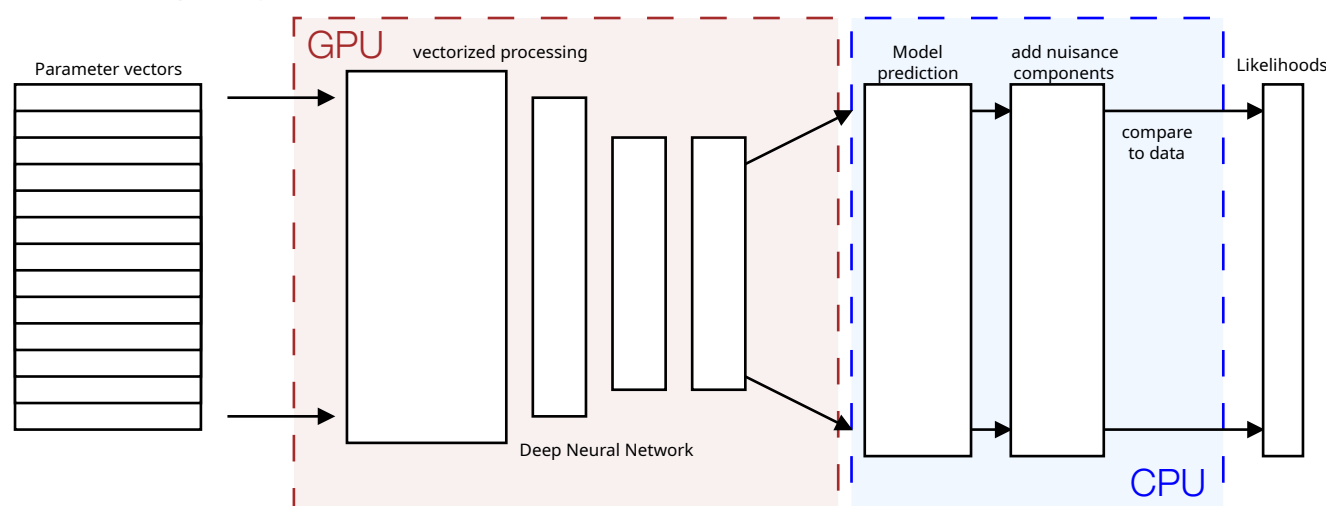 Parameter vectors
GPU
vectorized processing
Deep Neural Network
Model
prediction
add nuisance
components
compare
to data
CPU
Likelihoods